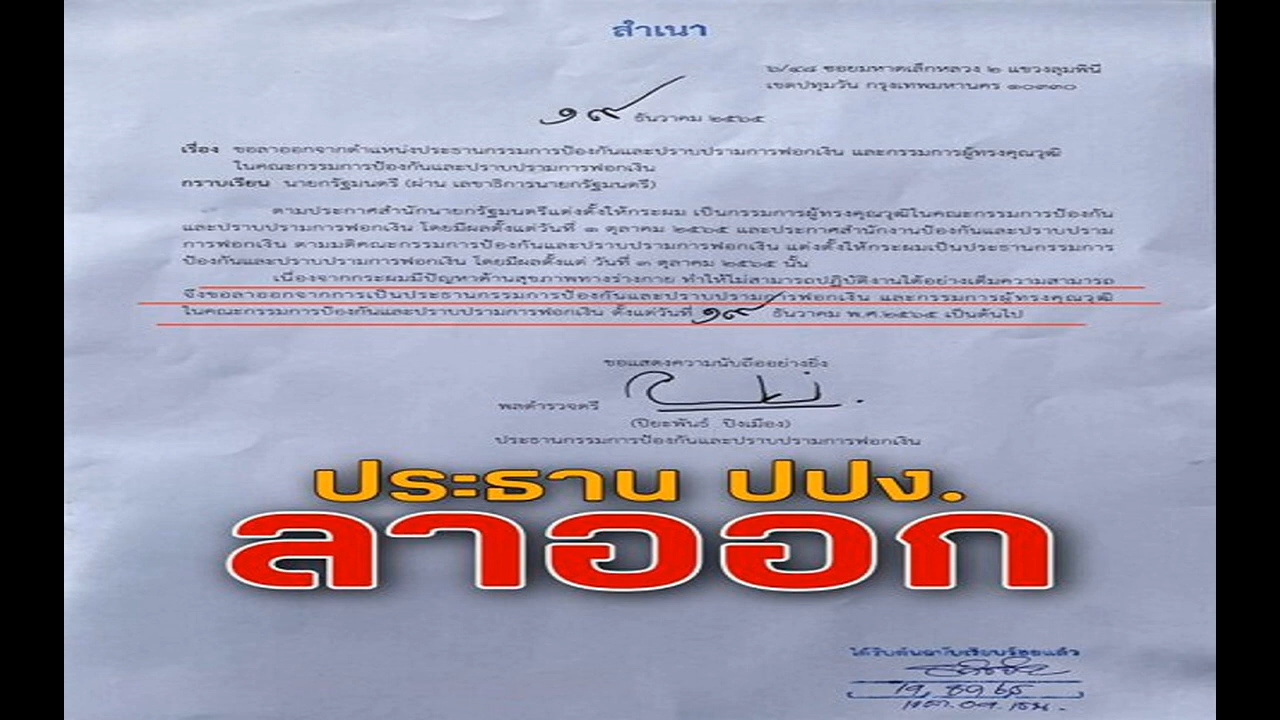 สำเนา
๖/๔๘ ซอยมหาดเล็กหลวง ๒ แขวงลุมพินี
เขตปทุมวัน กรุงเทพมหานคร ๑๐๓๓๐
๑๙ ธันวาคม ๒๕๖๕
เรื่อง ขอลาออกจากตำแหน่งประธานกรรมการป้องกันและปราบปรามการฟอกเงิน และกรรมการผู้ทรงคุณวุฒิ
ในคณะกรรมการป้องกันและปราบปรามการฟอกเงิน
กราบเรียน นายกรัฐมนตรี (ผ่าน เลขาธิการนายกรัฐมนตรี)
ตามประกาศสำนักนายกรัฐมนตรีแต่งตั้งให้กระผม เป็นกรรมการผู้ทรงคุณวุฒิในคณะกรรมการป้องกัน
และปราบปรามการฟอกเงิน โดยมีผลตั้งแต่วันที่ ๑ ตุลาคม ๒๕๖๕ และประกาศสำนักงานป้องกันและปราบปราม
การฟอกเงิน ตามมติคณะกรรมการป้องกันและปราบปรามการฟอกเงิน แต่งตั้งให้กระผมเป็นประธานกรรมการ
ป้องกันและปราบปรามการฟอกเงิน โดยมีผลตั้งแต่ วันที่ ๓ ตุลาคม ๒๕๖๕ นั้น
เนื่องจากกระผมมีปัญหาด้านสุขภาพทางร่างกาย ทำให้ไม่สามารถปฏิบัติงานได้อย่างเต็มความสามารถ
จึงขอลาออกจากการเป็นประธานกรรมการป้องกันและปราบปรามการฟอกเงิน และกรรมการผู้ทรงคุณวุฒิ
ในคณะกรรมการป้องกันและปราบปรามการฟอกเงิน ตั้งแต่วันที่ ๑๙ ธันวาคม พ.ศ.๒๕๖๕ เป็นต้นไป
ขอแสดงความนับถืออย่างยิ่ง
พลตำรวจตรี
(ปิยะพันธ์ ปิงเมือง)
ประธานกรรมการป้องกันและปราบปรามการฟอกเงิน
ประธาน ปปง.
ลาออก
ได้รับต้นฉบับเรียบร้อยแล้ว
19 ธค 65